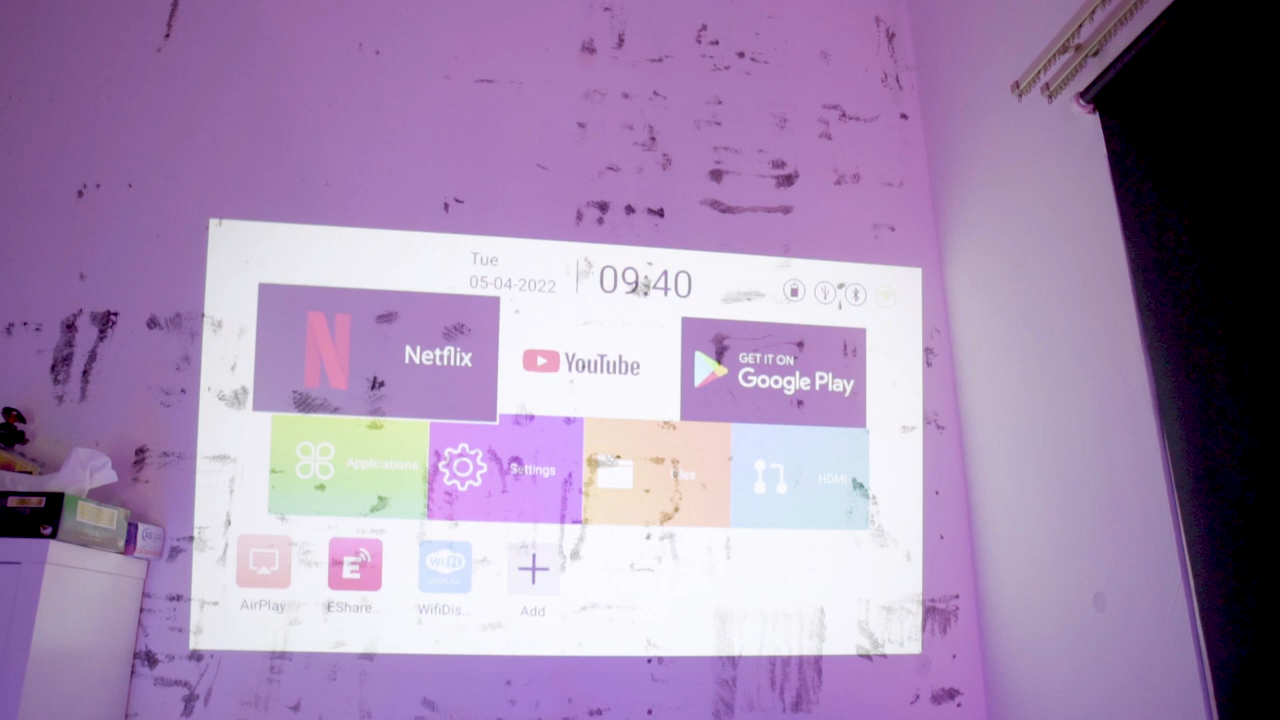 Tue
05-04-2022
09:40
N
Netflix
YouTube
GET IT ON
Google Play
Applications
Settings
HDMI
E
WiFi
AirPlay
EShare...
WifiDis...
Add